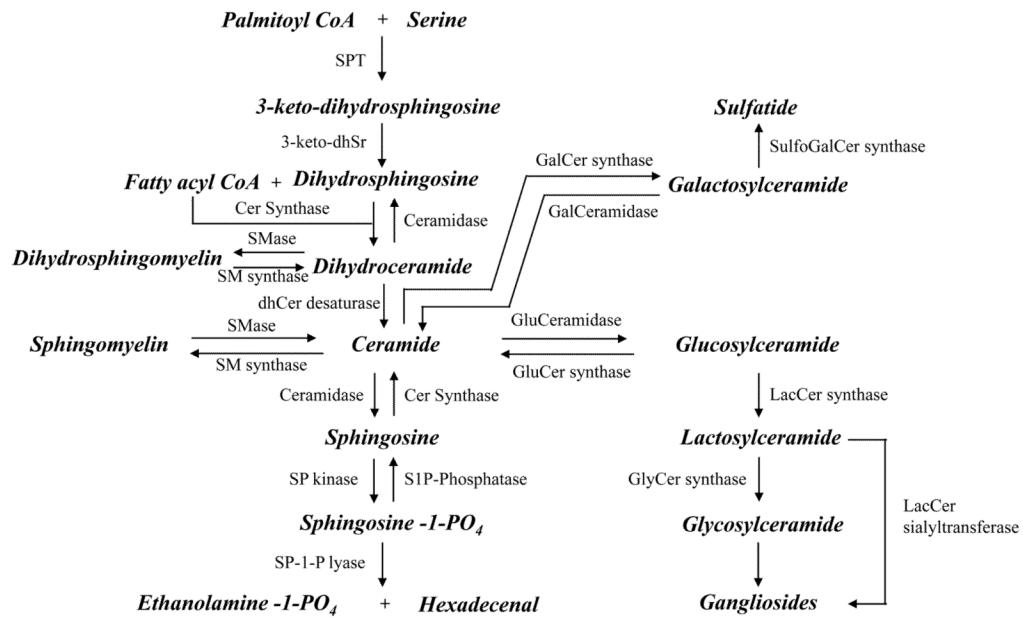 Palmitoyl CoA + Serine
SPT
3-keto-dihydrosphingosine
Sulfatide
3-keto-dhSr
SulfoGalCer synthase
GalCer synthase
Fatty acyl CoA + Dihydrosphingosine
Galactosylceramide
Cer Synthase
Ceramidase
GalCeramidase
SMase
Dihydrosphingomyelin
Dihydroceramide
SM synthase
dhCer desaturase
SMase
GluCeramidase
Sphingomyelin
Ceramide
Glucosylceramide
SM synthase
GluCer synthase
Ceramidase
Cer Synthase
LacCer synthase
Sphingosine
Lactosylceramide
SP kinase
S1P-Phosphatase
GlyCer synthase
LacCer
sialyltransferase
Sphingosine -1-PO4
Glycosylceramide
SP-1-P lyase
Ethanolamine -1-PO4 + Hexadecenal
Gangliosides